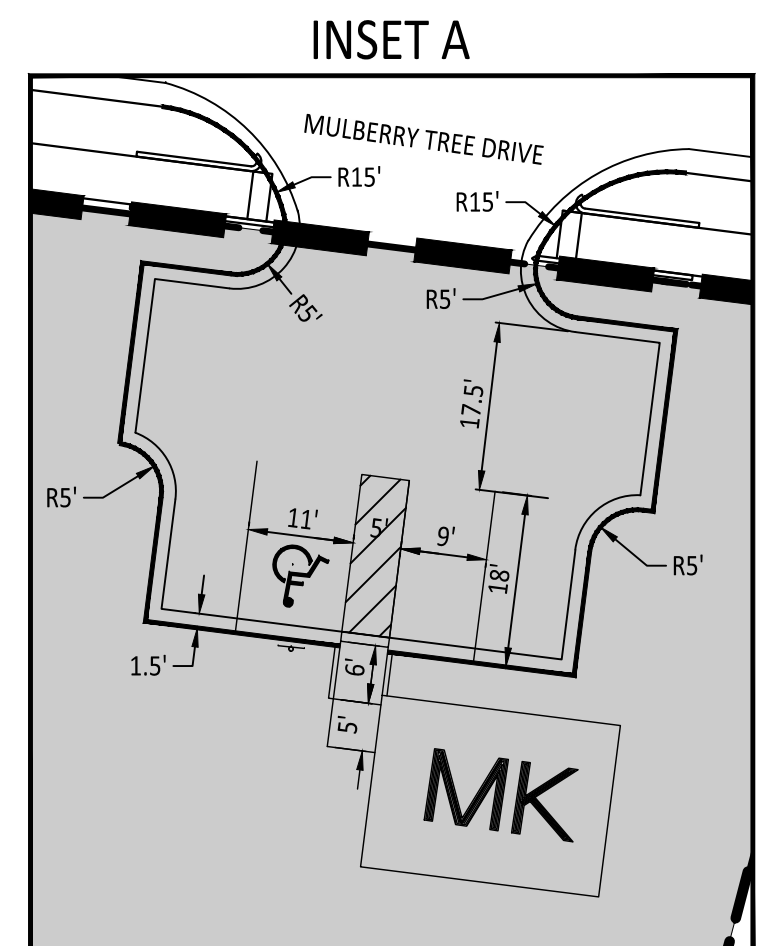 INSET A
MULBERRY TREE DRIVE
R15'
R15'
R5'
R5'
17.5'
R5'
11'
5'
9'
18'
R5'
1.5'
6'
5'
MK